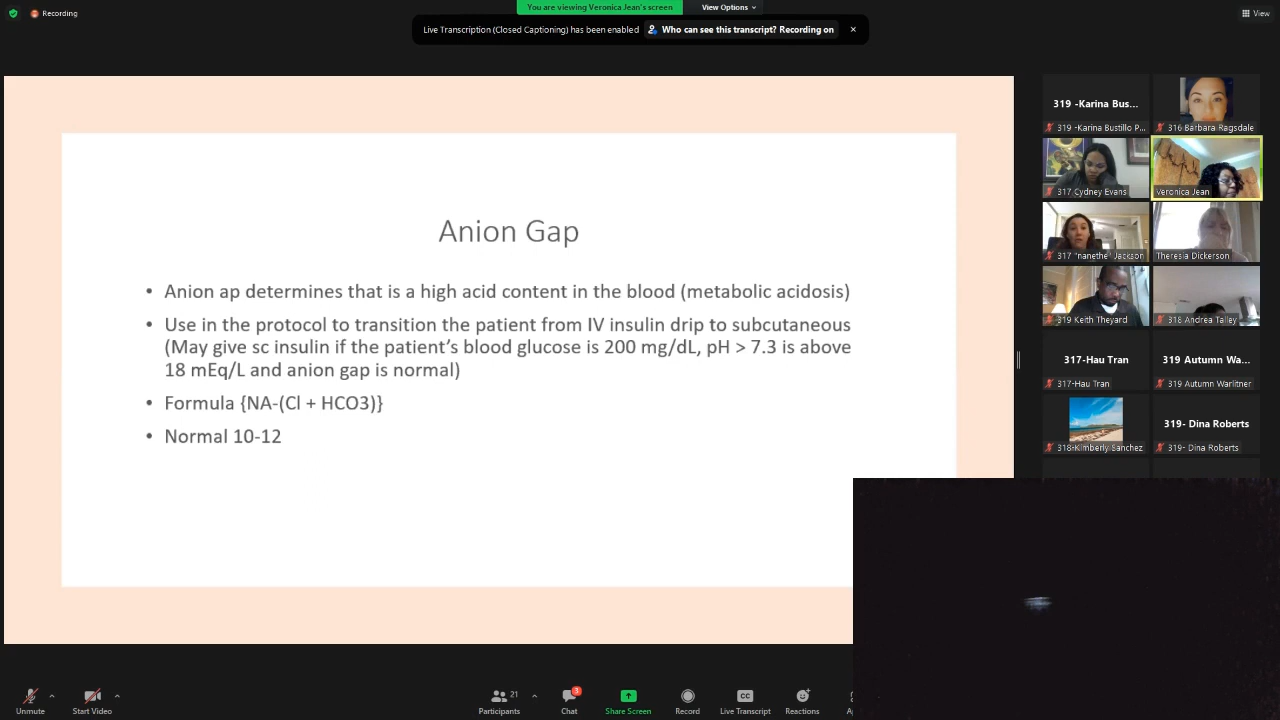 Recording
You are viewing Veronica Jean's screen
View Options
View
Live Transcription (Closed Captioning) has been enabled
Who can see this transcript? Recording on
Anion Gap
• Anion ap determines that is a high acid content in the blood (metabolic acidosis)
• Use in the protocol to transition the patient from IV insulin drip to subcutaneous
(May give sc insulin if the patient's blood glucose is 200 mg/dL, pH > 7.3 is above
18 mEq/L and anion gap is normal)
• Formula {NA-(Cl + HCO3)}
• Normal 10-12
319 -Karina Bus...
319 -Karina Bustillo P...
316 Barbara Ragsdale
317 Cydney Evans
Veronica Jean
317 "nanethe" Jackson
Theresia Dickerson
319 Keith Theyard
318 Andrea Talley
317-Hau Tran
317-Hau Tran
319 Autumn Wa...
319 Autumn Warlitner
318-Kimberly Sanchez
319- Dina Roberts
319- Dina Roberts
Unmute
Start Video
21
Participants
3
Chat
Share Screen
Record
CC
Live Transcript
Reactions